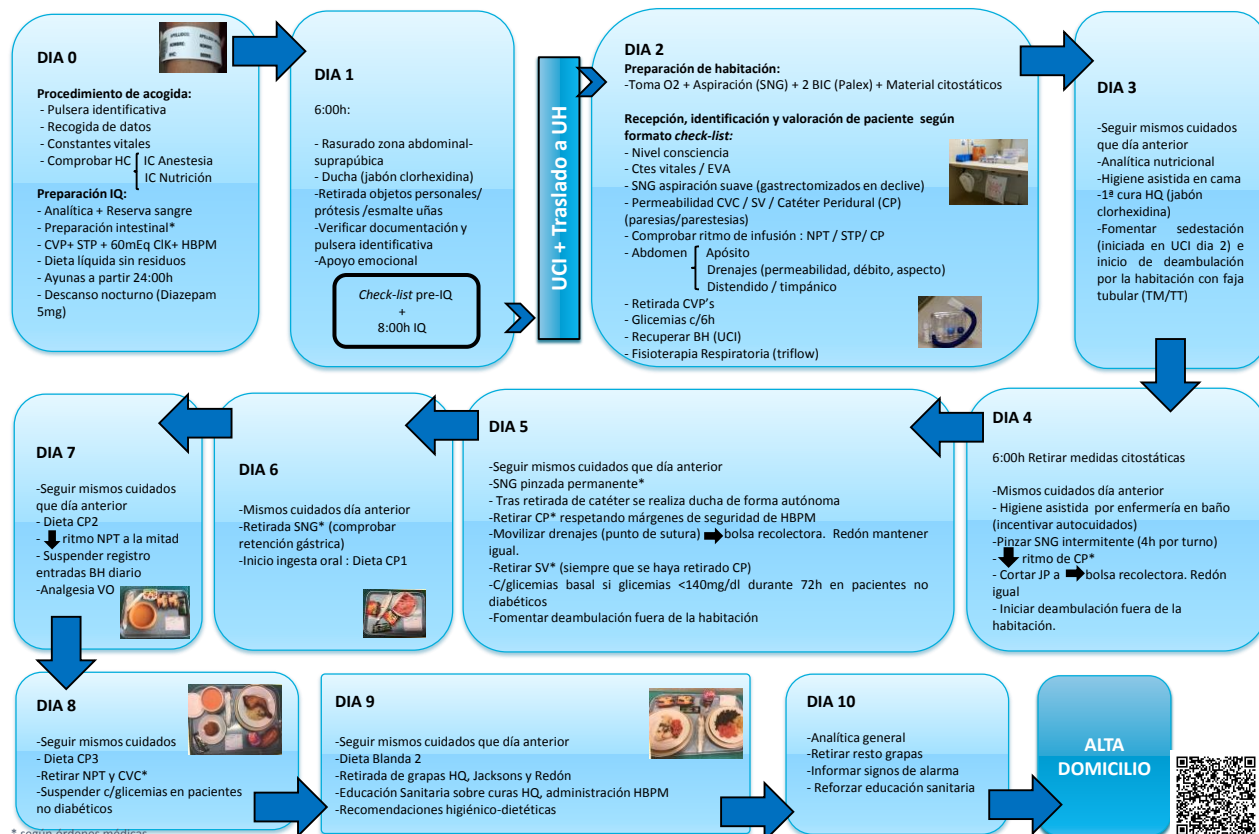 DIA 0
APELLIDOS:
NOMBRE:
Procedimiento de acogida:
- Pulsera identificativa
- Recogida de datos
- Constantes vitales
- Comprobar HC
IC Anestesia
IC Nutrición
Preparación IQ:
- Analítica + Reserva sangre
- Preparación intestinal*
- CVP+ STP + 60mEq ClK+ HBPM
- Dieta líquida sin residuos
- Ayunas a partir 24:00h
- Descanso nocturno (Diazepam
5mg)
DIA 1
6:00h:
- Rasurado zona abdominal-
suprapúbica
- Ducha (jabón clorhexidina)
-Retirada objetos personales/
prótesis /esmalte uñas
-Verificar documentación y
pulsera identificativa
-Apoyo emocional
Check-list pre-IQ
+
8:00h IQ
UCI + Traslado a UH
DIA 2
Preparación de habitación:
-Toma O2 + Aspiración (SNG) + 2 BIC (Palex) + Material citostáticos
Recepción, identificación y valoración de paciente según
formato check-list:
- Nivel consciencia
- Ctes vitales / EVA
- SNG aspiración suave (gastrectomizados en declive)
- Permeabilidad CVC / SV / Catéter Peridural (CP)
(paresias/parestesias)
- Comprobar ritmo de infusión : NPT / STP/ CP
- Abdomen
Apósito
Drenajes (permeabilidad, débito, aspecto)
Distendido / timpánico
- Retirada CVP's
- Glicemias c/6h
- Recuperar BH (UCI)
- Fisioterapia Respiratoria (triflow)
DIA 3
-Seguir mismos cuidados
que día anterior
-Analítica nutricional
-Higiene asistida en cama
-1ª cura HQ (jabón
clorhexidina)
-Fomentar sedestación
(iniciada en UCI dia 2) e
inicio de deambulación
por la habitación con faja
tubular (TM/TT)
DIA 4
6:00h Retirar medidas citostáticas
-Mismos cuidados día anterior
- Higiene asistida por enfermería en baño
(incentivar autocuidados)
-Pinzar SNG intermitente (4h por turno)
- ritmo de CP*
- Cortar JP a bolsa recolectora. Redón
igual
- Iniciar deambulación fuera de la
habitación.
DIA 5
-Seguir mismos cuidados que día anterior
-SNG pinzada permanente*
- Tras retirada de catéter se realiza ducha de forma autónoma
-Retirar CP* respetando márgenes de seguridad de HBPM
-Movilizar drenajes (punto de sutura) bolsa recolectora. Redón mantener
igual.
-Retirar SV* (siempre que se haya retirado CP)
-C/glicemias basal si glicemias <140mg/dl durante 72h en pacientes no
diabéticos
-Fomentar deambulación fuera de la habitación
DIA 6
-Mismos cuidados día anterior
-Retirada SNG* (comprobar
retención gástrica)
-Inicio ingesta oral : Dieta CP1
DIA 7
-Seguir mismos cuidados
que día anterior
- Dieta CP2
- ritmo NPT a la mitad
- Suspender registro
entradas BH diario
-Analgesia VO
DIA 8
-Seguir mismos cuidados
- Dieta CP3
-Retirar NPT y CVC*
-Suspender c/glicemias en pacientes
no diabéticos
DIA 9
-Seguir mismos cuidados que día anterior
-Dieta Blanda 2
-Retirada de grapas HQ, Jacksons y Redón
-Educación Sanitaria sobre curas HQ, administración HBPM
-Recomendaciones higiénico-dietéticas
DIA 10
-Analítica general
-Retirar resto grapas
-Informar signos de alarma
- Reforzar educación sanitaria
ALTA
DOMICILIO
* según órdenes médicas